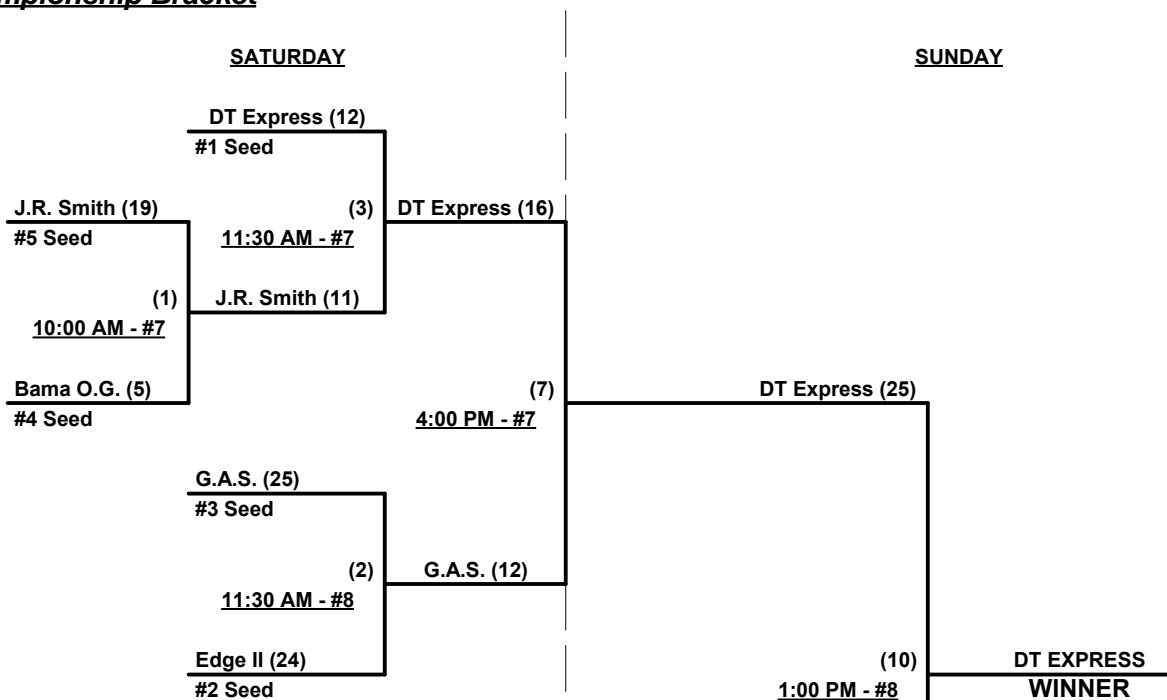 SATURDAY
SUNDAY
DT Express (12)
#1 Seed
J.R. Smith (19)
(3)
DT Express (16)
#5 Seed
11:30 AM - #7
(1)
J.R. Smith (11)
10:00 AM - #7
Bama O.G. (5)
(7)
DT Express (25)
#4 Seed
4:00 PM - #7
G.A.S. (25)
#3 Seed
(2)
G.A.S. (12)
11:30 AM - #8
Edge II (24)
(10)
DT EXPRESS
#2 Seed
1:00 PM - #8
WINNER